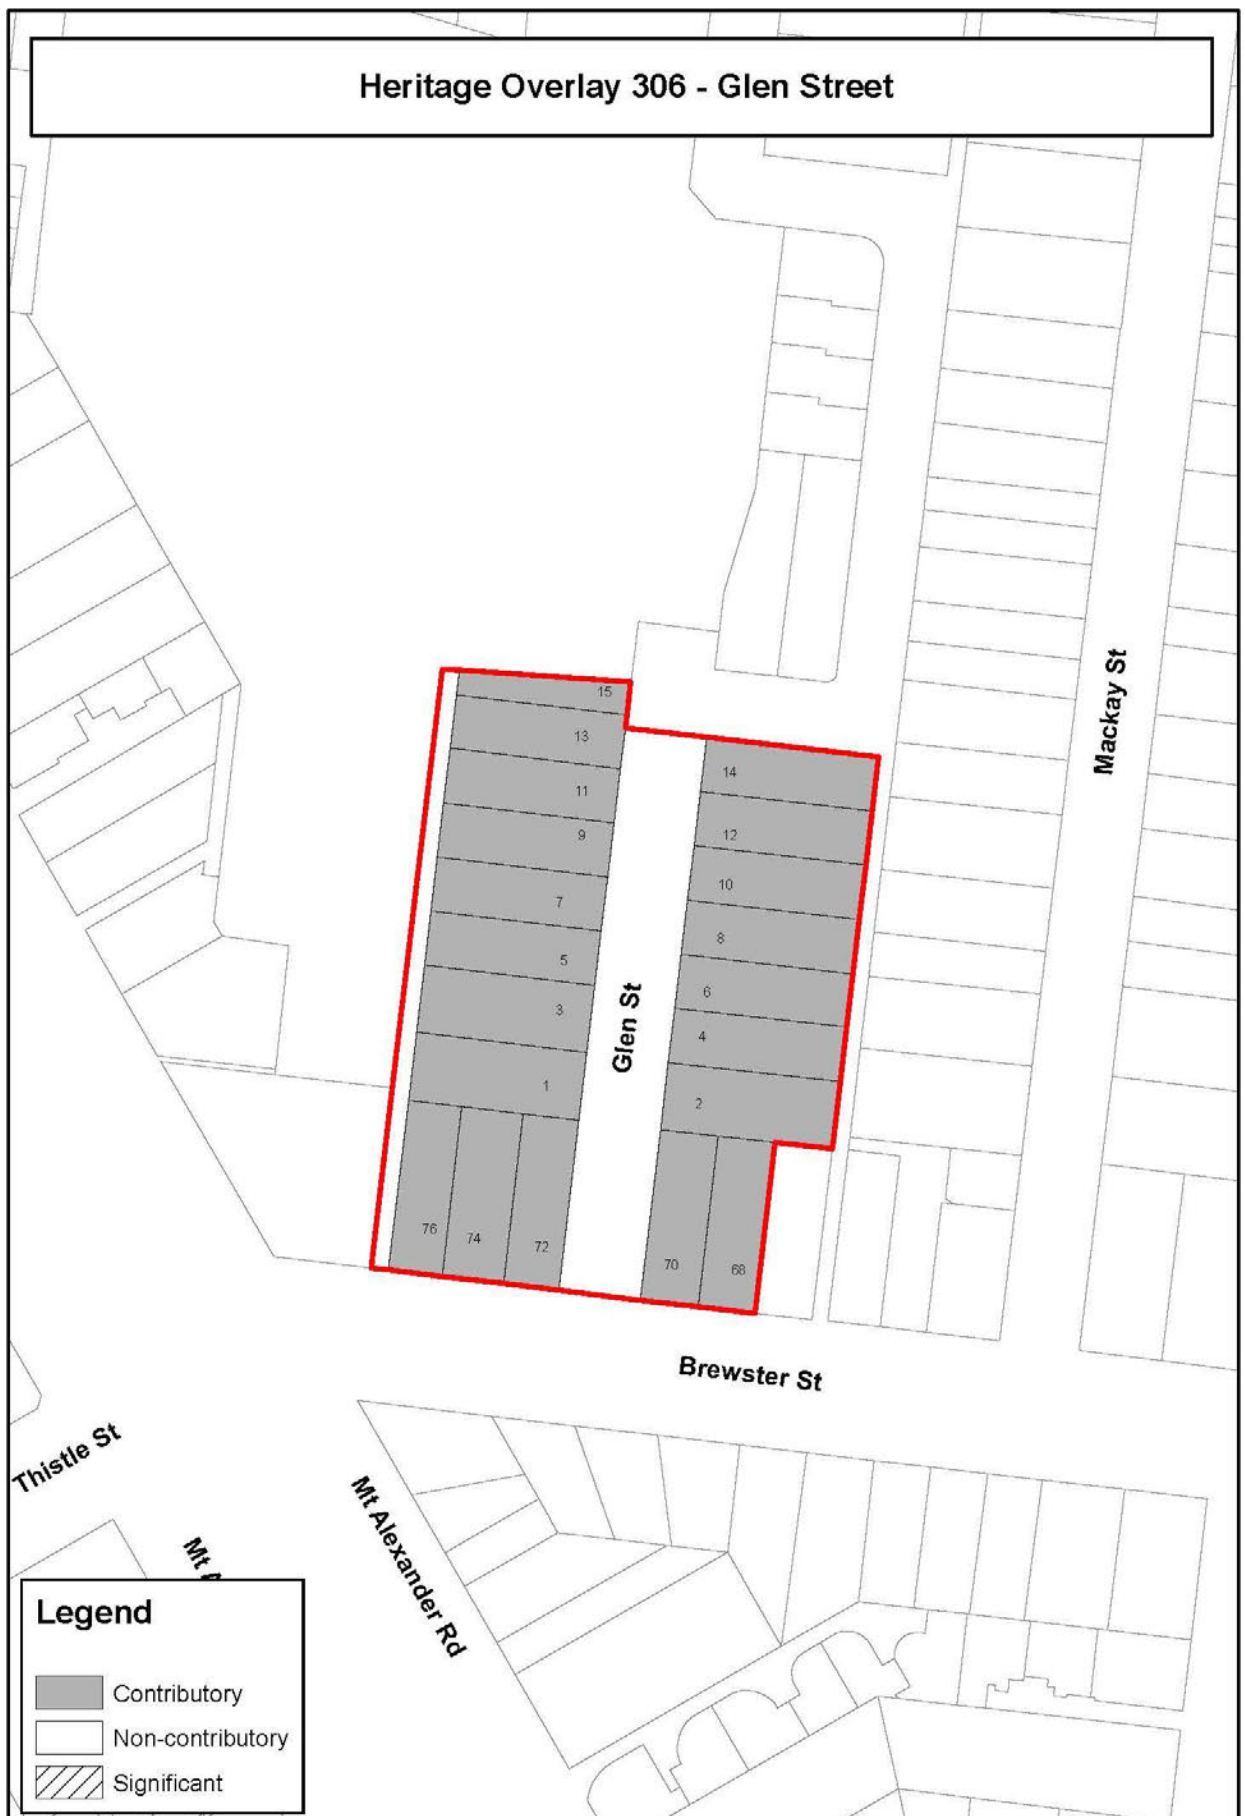 Heritage Overlay 306 - Glen Street
15
13
14
11
9
12
10
7
8
5
6
3
4
1
2
Glen St
Mackay St
76
74
72
70
68
Brewster St
Thistle St
Mt Alexander Rd
Mt A
Legend
Contributory
Non-contributory
Significant